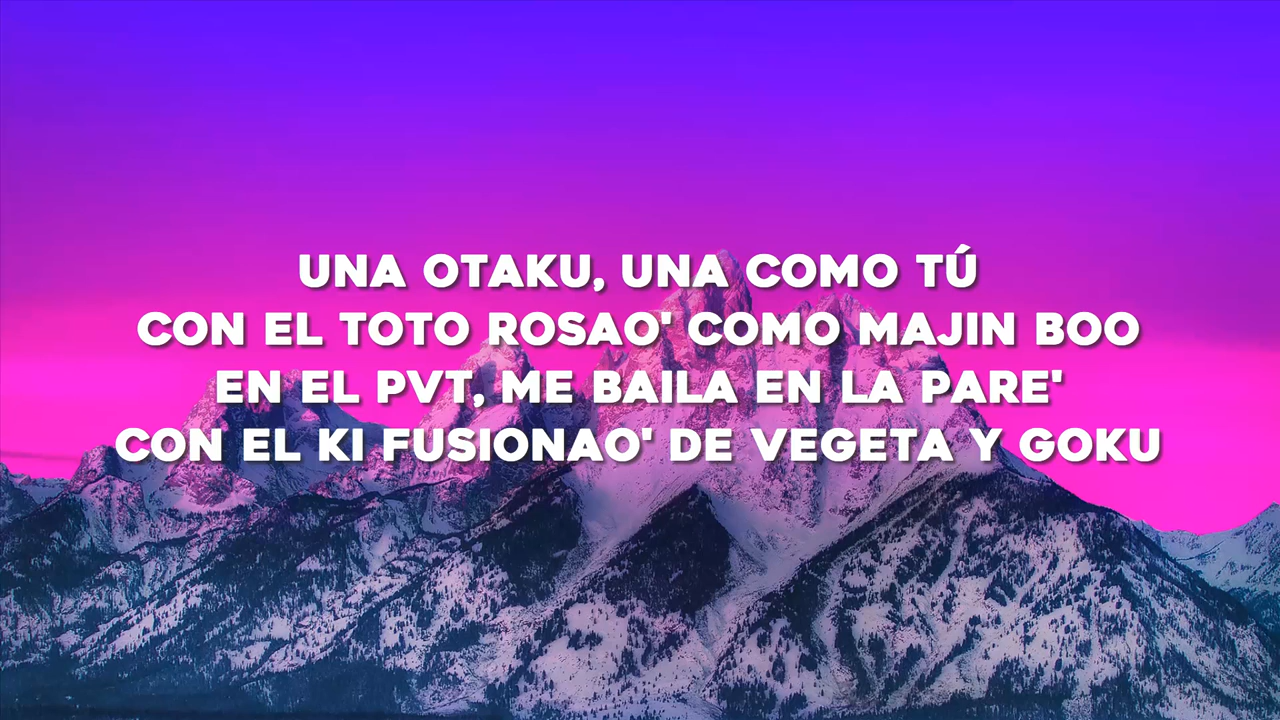 UNA OTAKU, UNA COMO TÚ
CON EL TOTO ROSAO' COMO MAJIN BOO
EN EL PVT, ME BAILA EN LA PARE'
CON EL KI FUSIONAO' DE VEGETA Y GOKU